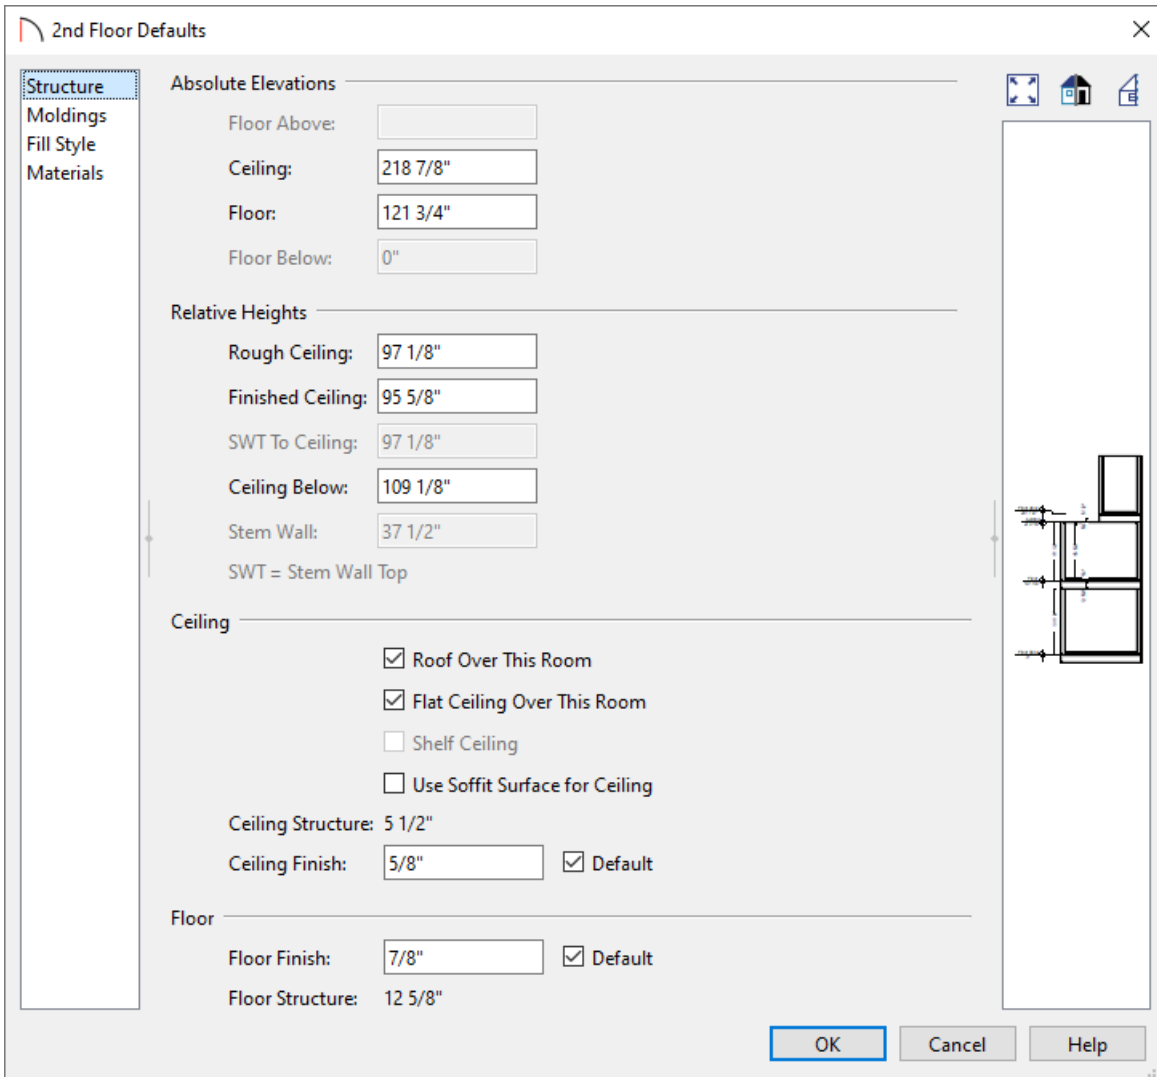 2nd Floor Defaults
Structure
Moldings
Fill Style
Materials
Absolute Elevations
Floor Above:
Ceiling: 218 7/8"
Floor: 121 3/4"
Floor Below: 0"
Relative Heights
Rough Ceiling: 97 1/8"
Finished Ceiling: 95 5/8"
SWT To Ceiling: 97 1/8"
Ceiling Below: 109 1/8"
Stem Wall: 37 1/2"
SWT = Stem Wall Top
Ceiling
Roof Over This Room
Flat Ceiling Over This Room
Shelf Ceiling
Use Soffit Surface for Ceiling
Ceiling Structure: 5 1/2"
Ceiling Finish: 5/8" Default
Floor
Floor Finish: 7/8" Default
Floor Structure: 12 5/8"
OK Cancel Help